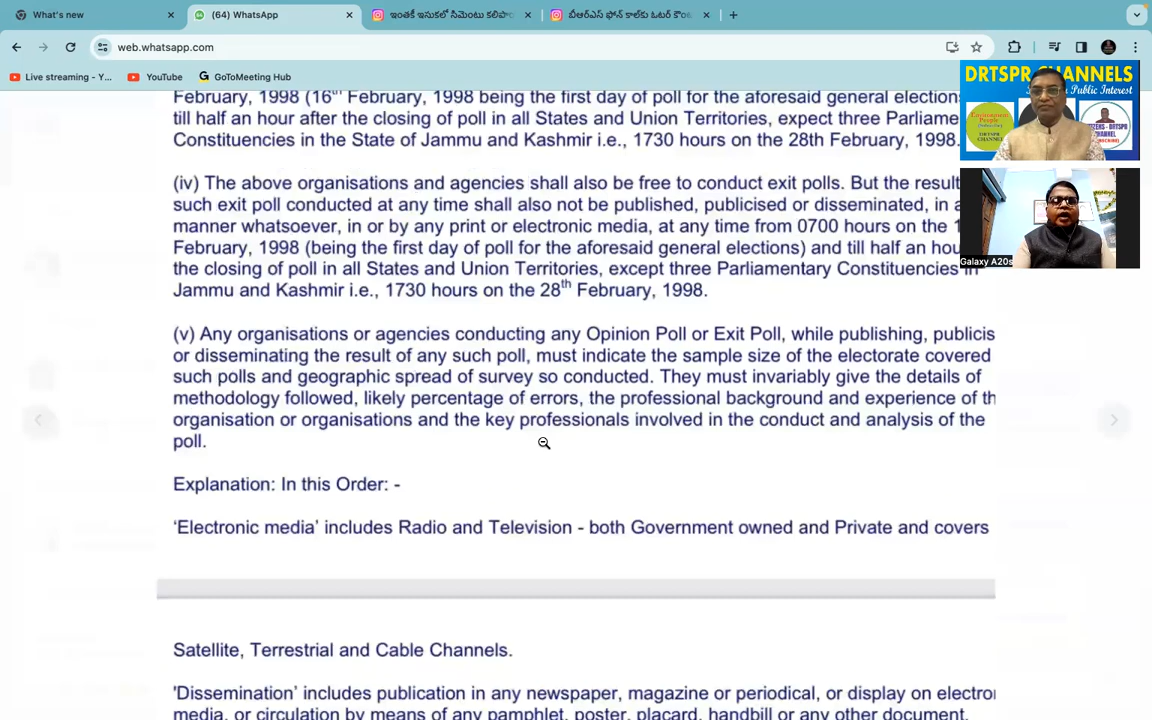 What's new
(64) WhatsApp
ఇంతకీ ఇసుకలో సిమెంటు కలిపారా
బీఆర్ఎస్ ఫోన్ కాల్‌కు ఓటర్ కౌంట
web.whatsapp.com
Live streaming - Y...
YouTube
GoToMeeting Hub
DRTSPR CHANNELS
Public Interest
Environment
People
DRTSPR
CHANNEL
February, 1998 (16th February, 1998 being the first day of poll for the aforesaid general elections
till half an hour after the closing of poll in all States and Union Territories, expect three Parliame
Constituencies in the State of Jammu and Kashmir i.e., 1730 hours on the 28th February, 1998.
(iv) The above organisations and agencies shall also be free to conduct exit polls. But the result
such exit poll conducted at any time shall also not be published, publicised or disseminated, in a
manner whatsoever, in or by any print or electronic media, at any time from 0700 hours on the 1
February, 1998 (being the first day of poll for the aforesaid general elections) and till half an hou
the closing of poll in all States and Union Territories, except three Parliamentary Constituencies in
Galaxy A20s
Jammu and Kashmir i.e., 1730 hours on the 28th February, 1998.
(v) Any organisations or agencies conducting any Opinion Poll or Exit Poll, while publishing, publicis
or disseminating the result of any such poll, must indicate the sample size of the electorate covered
such polls and geographic spread of survey so conducted. They must invariably give the details of
methodology followed, likely percentage of errors, the professional background and experience of th
organisation or organisations and the key professionals involved in the conduct and analysis of the
poll.
Explanation: In this Order: -
‘Electronic media’ includes Radio and Television - both Government owned and Private and covers
Satellite, Terrestrial and Cable Channels.
'Dissemination’ includes publication in any newspaper, magazine or periodical, or display on electro
media, or circulation by means of any pamphlet, poster, placard, handbill or any other document.